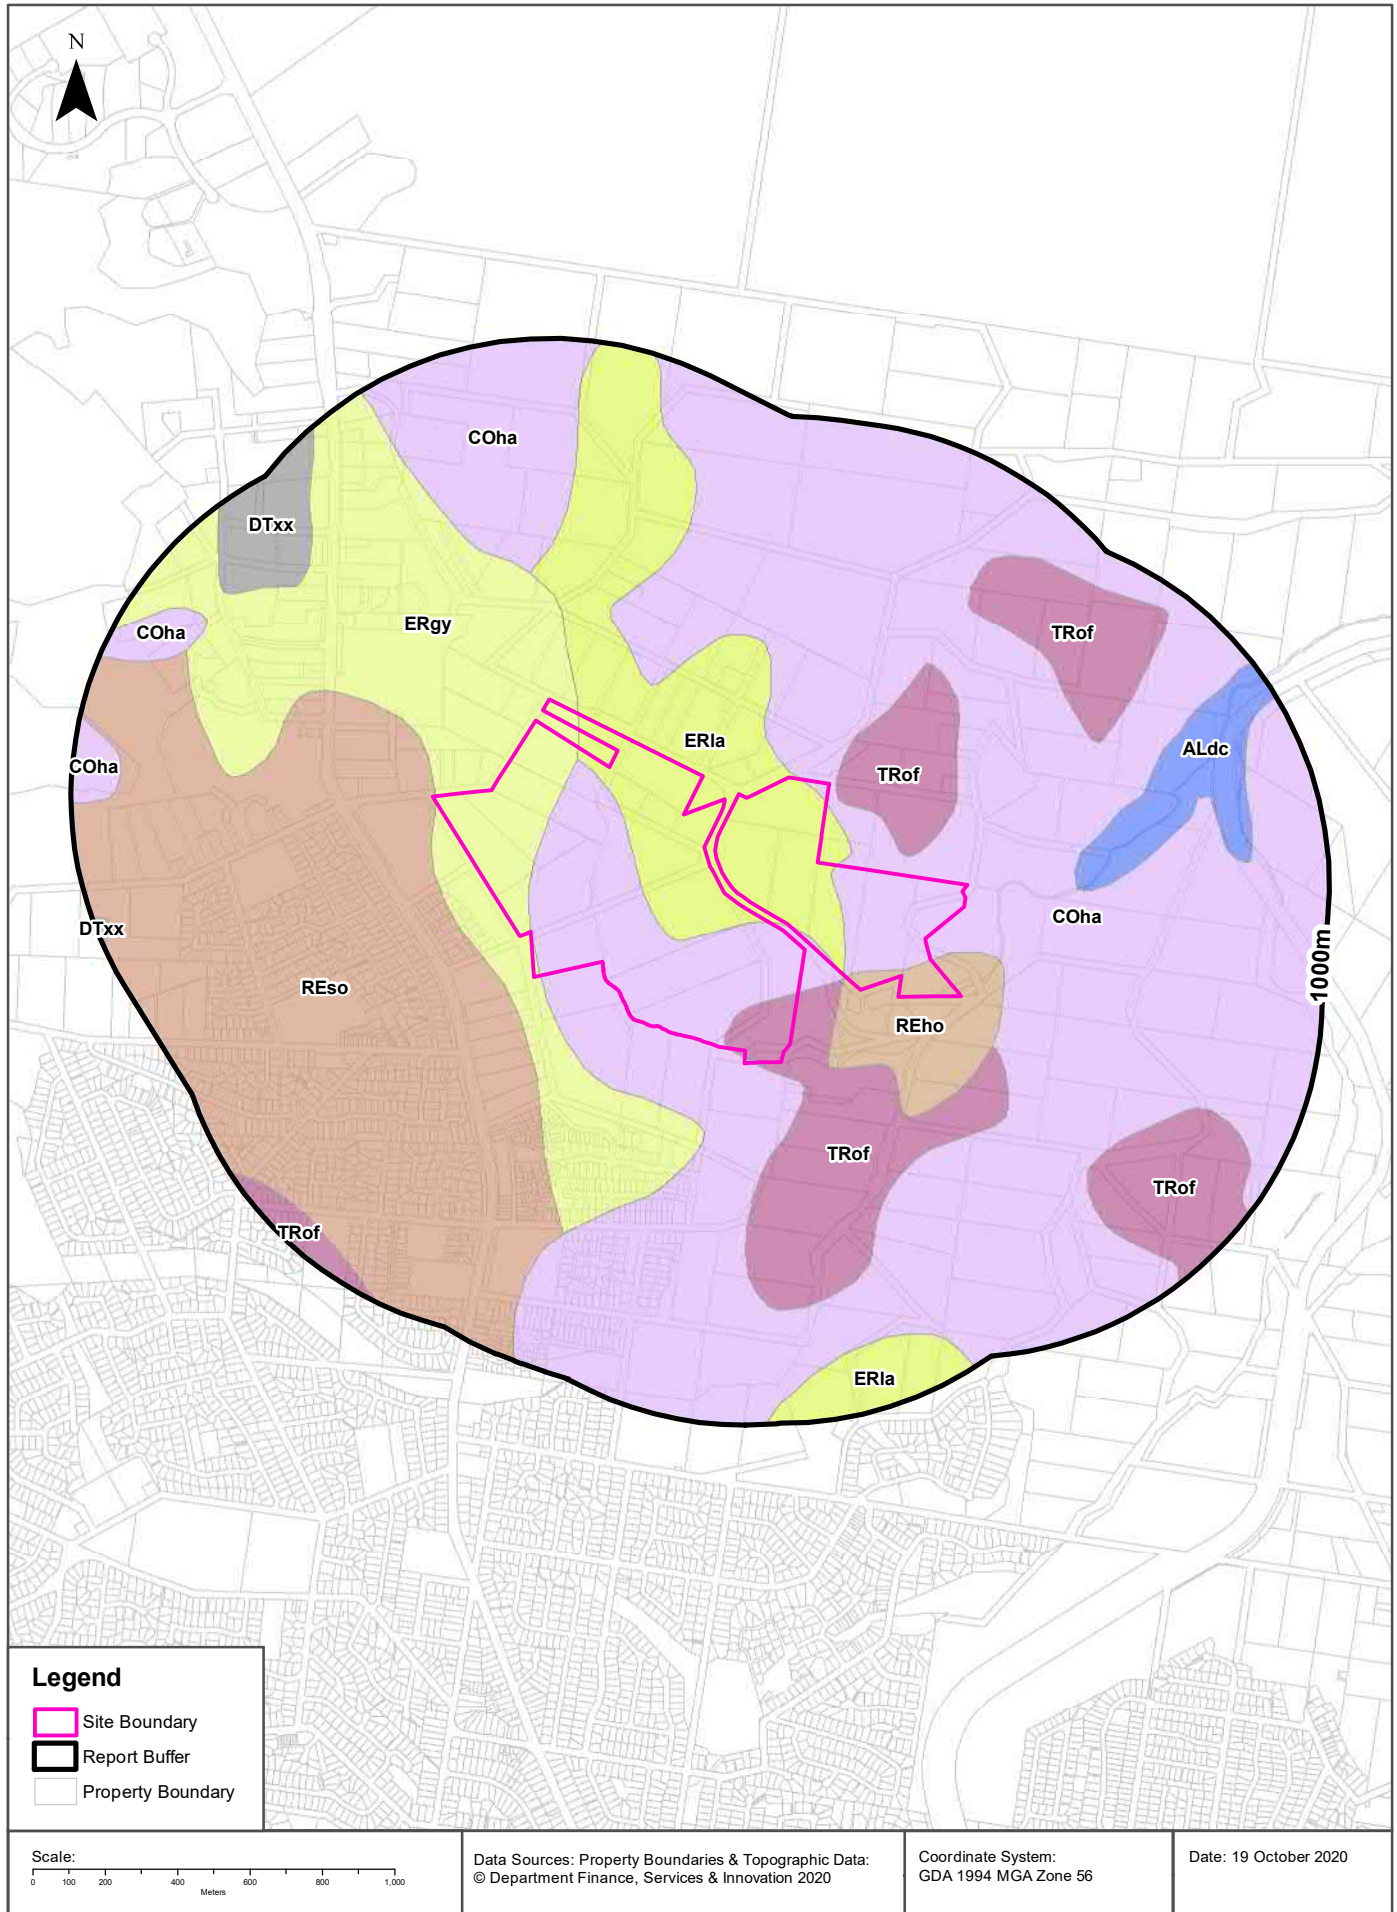 N
COha
DTxx
ERgy
COha
TRof
ERla
ALdc
COha
TRof
COha
DTxx
REso
1000m
REho
TRof
TRof
TRof
ERla
Legend
Site Boundary
Report Buffer
Property Boundary
Scale:
0 100 200 400 600 800 1,000
Meters
Data Sources: Property Boundaries & Topographic Data:
© Department Finance, Services & Innovation 2020
Coordinate System:
GDA 1994 MGA Zone 56
Date: 19 October 2020